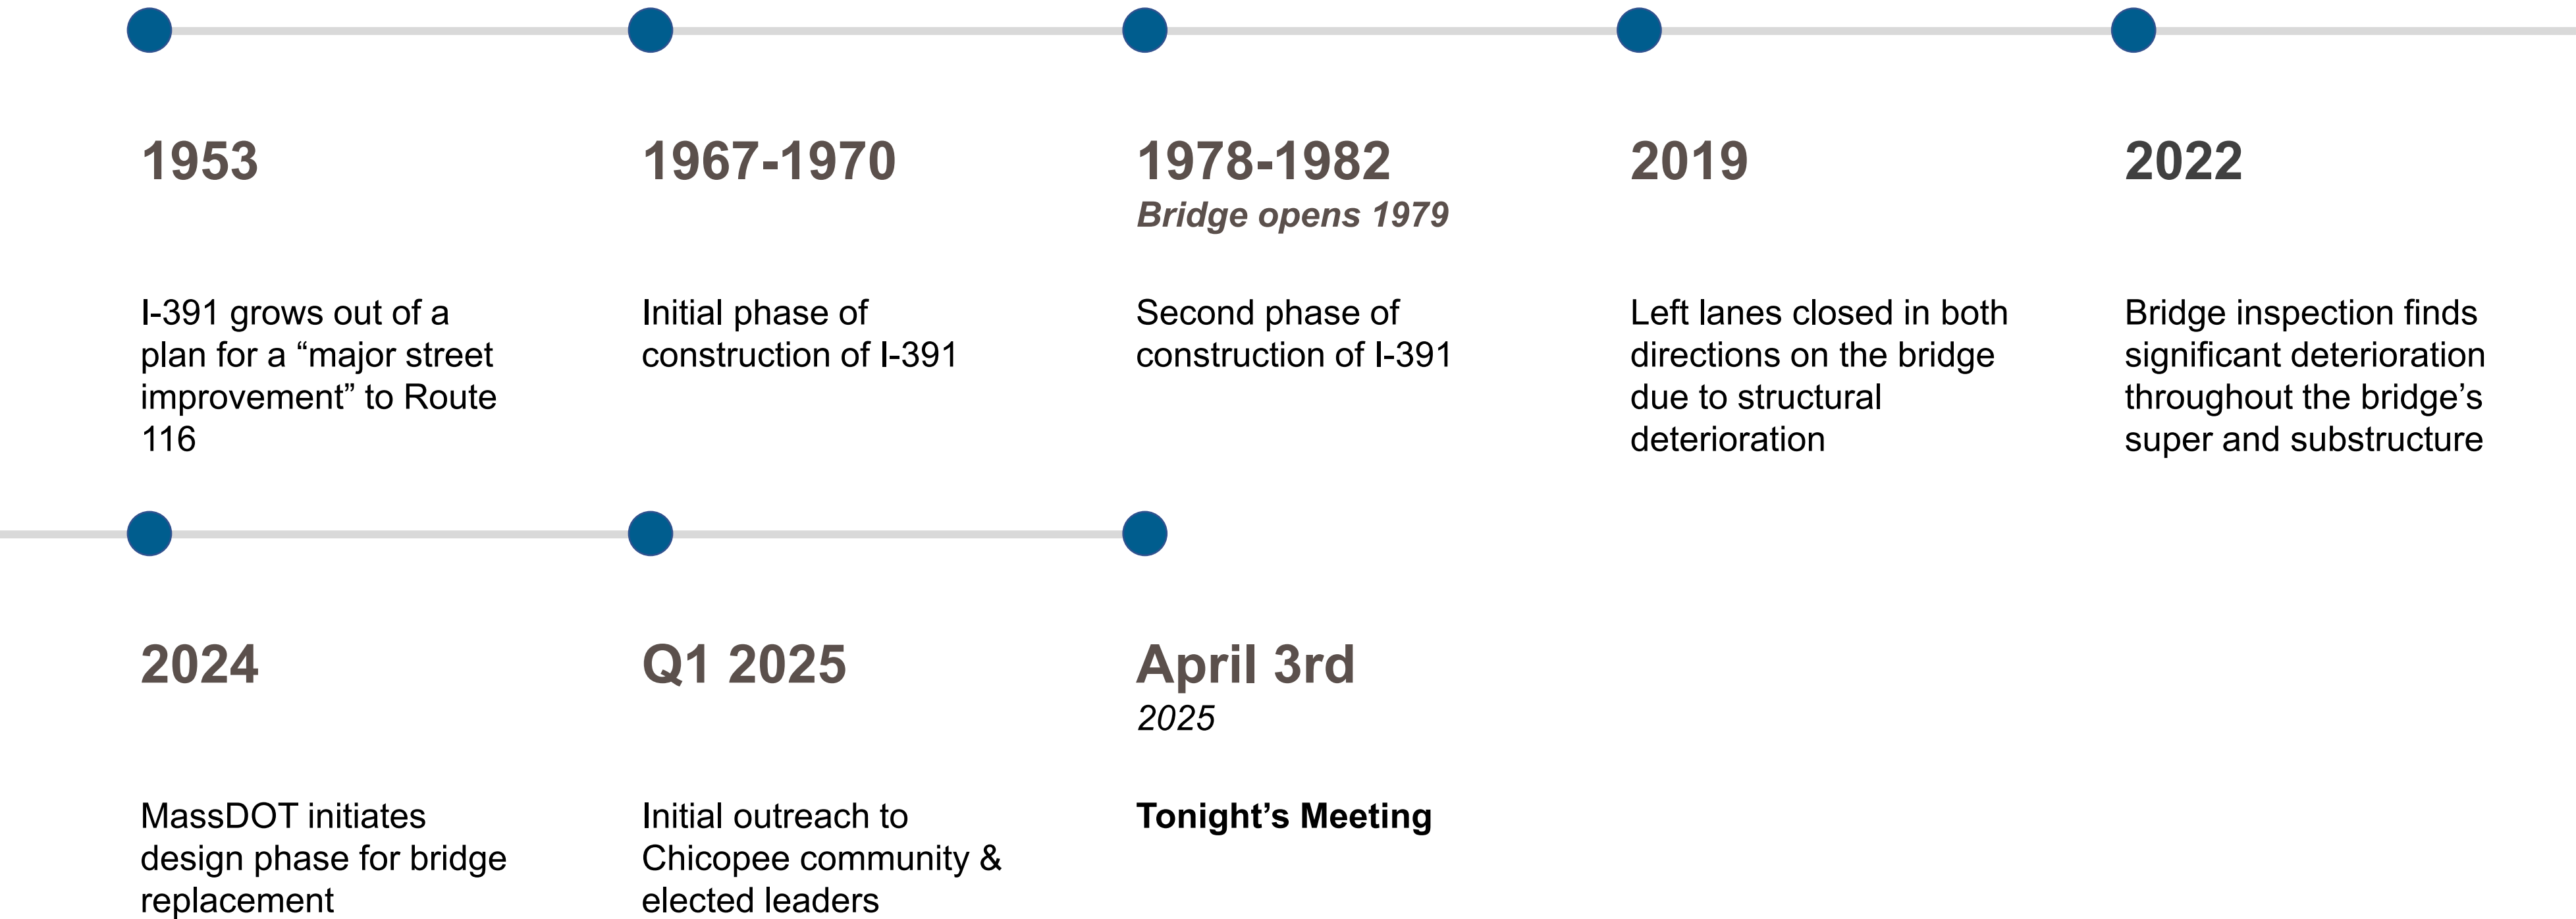 1953
I-391 grows out of a
plan for a “major street
improvement” to Route
116
1967-1970
Initial phase of
construction of I-391
1978-1982
Bridge opens 1979
Second phase of
construction of I-391
2019
Left lanes closed in both
directions on the bridge
due to structural
deterioration
2022
Bridge inspection finds
significant deterioration
throughout the bridge’s
super and substructure
2024
MassDOT initiates
design phase for bridge
replacement
Q1 2025
Initial outreach to
Chicopee community &
elected leaders
April 3rd
2025
Tonight’s Meeting